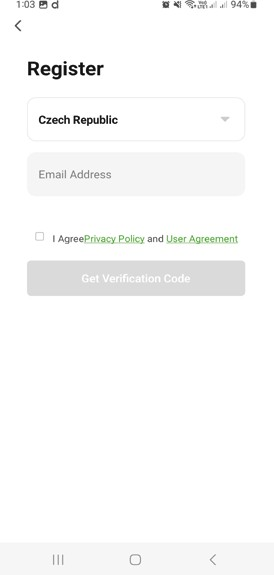 1:03 94%
Register
Czech Republic
Email Address
I AgreePrivacy Policy and User Agreement
Get Verification Code